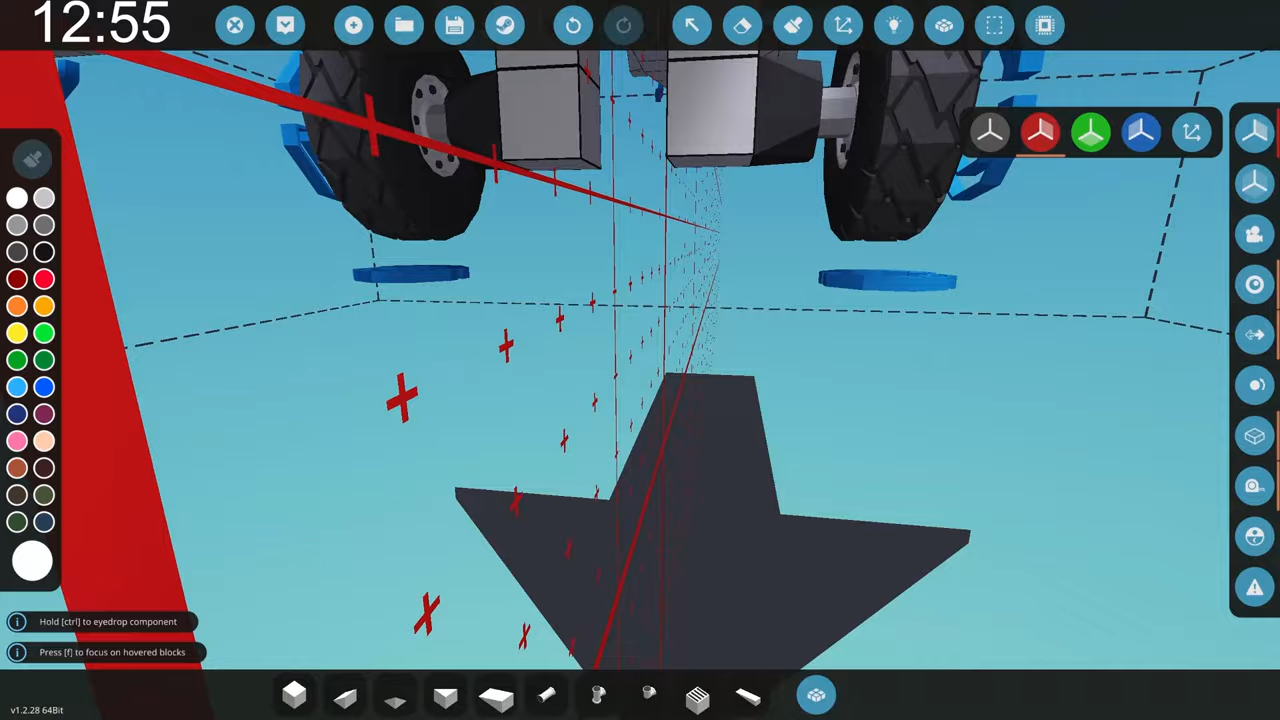 12:55
Hold [ctrl] to eyedrop component
Press [f] to focus on hovered blocks
v1.2.28 64Bit